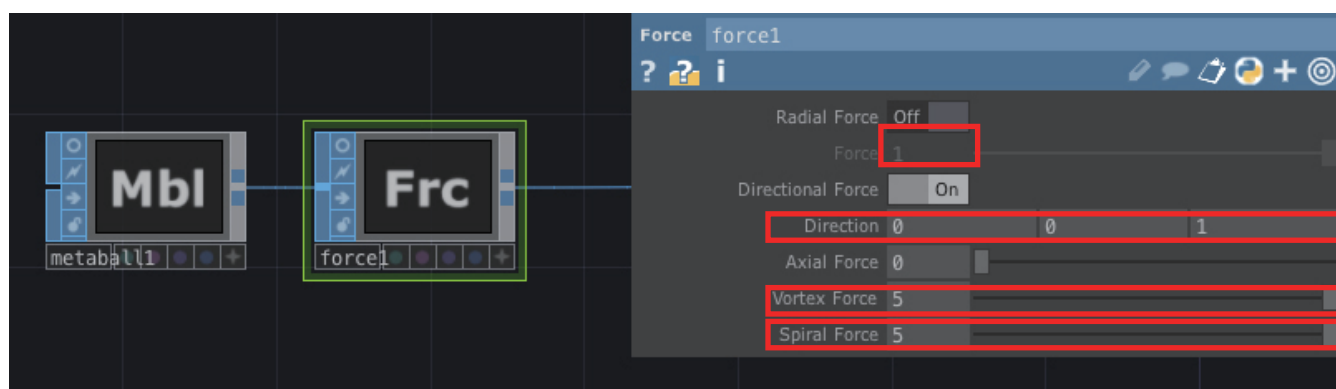 Force force1
? ? i
Radial Force Off
Force 1
Directional Force On
Direction 0 0 1
Axial Force 0
Vortex Force 5
Spiral Force 5
Mbl
Frc
metaball1
force1